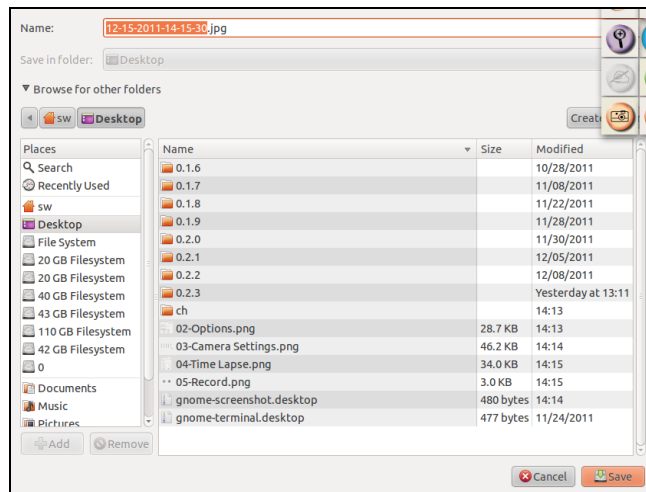 Name: 12-15-2011-14-15-30.jpg
Save in folder: Desktop
Browse for other folders
sw Desktop Create
Places Name Size Modified
Search 0.1.6 10/28/2011
Recently Used 0.1.7 11/08/2011
sw 0.1.8 11/22/2011
Desktop 0.1.9 11/28/2011
File System 0.2.0 11/30/2011
20 GB Filesystem 0.2.1 12/05/2011
20 GB Filesystem 0.2.2 12/08/2011
40 GB Filesystem 0.2.3 Yesterday at 13:11
43 GB Filesystem ch 14:13
110 GB Filesystem 02-Options.png 28.7 KB 14:13
42 GB Filesystem 03-Camera Settings.png 46.2 KB 14:14
0 04-Time Lapse.png 34.0 KB 14:15
Documents 05-Record.png 3.0 KB 14:15
Music gnome-screenshot.desktop 480 bytes 14:14
Pictures gnome-terminal.desktop 477 bytes 11/24/2011
Add Remove
Cancel Save